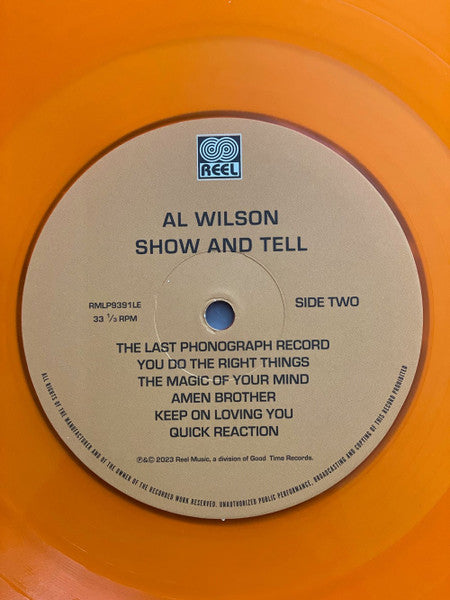 REEL
AL WILSON
SHOW AND TELL
RMLP9391LE
33 ⅓ RPM
SIDE TWO
THE LAST PHONOGRAPH RECORD
YOU DO THE RIGHT THINGS
THE MAGIC OF YOUR MIND
AMEN BROTHER
KEEP ON LOVING YOU
QUICK REACTION
℗&© 2023 Reel Music, a division of Good Time Records.
ALL RIGHTS OF THE MANUFACTURER AND OF THE OWNER OF THE RECORDED WORK RESERVED. UNAUTHORIZED PUBLIC PERFORMANCE, BROADCASTING AND COPYING OF THIS RECORD PROHIBITED